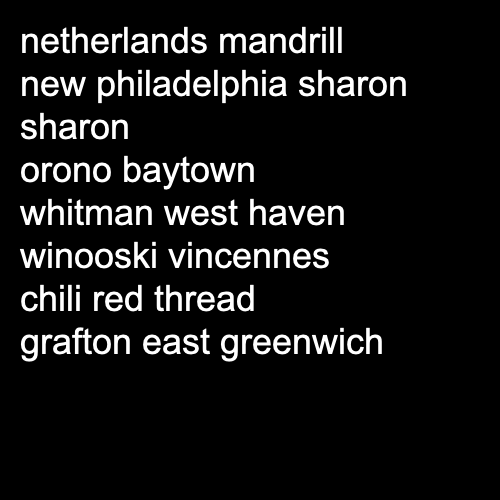 netherlands mandrill
new philadelphia sharon
sharon
orono baytown
whitman west haven
winooski vincennes
chili red thread
grafton east greenwich